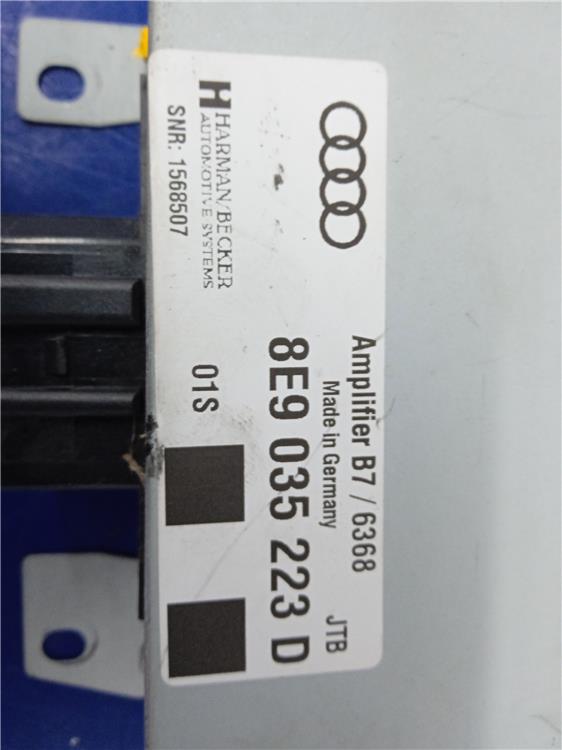 Amplifier B7 / 6368
Made in Germany
JTB
8E9 035 223 D
HARMAN/BECKER
AUTOMOTIVE SYSTEMS
SNR: 1568507
01S